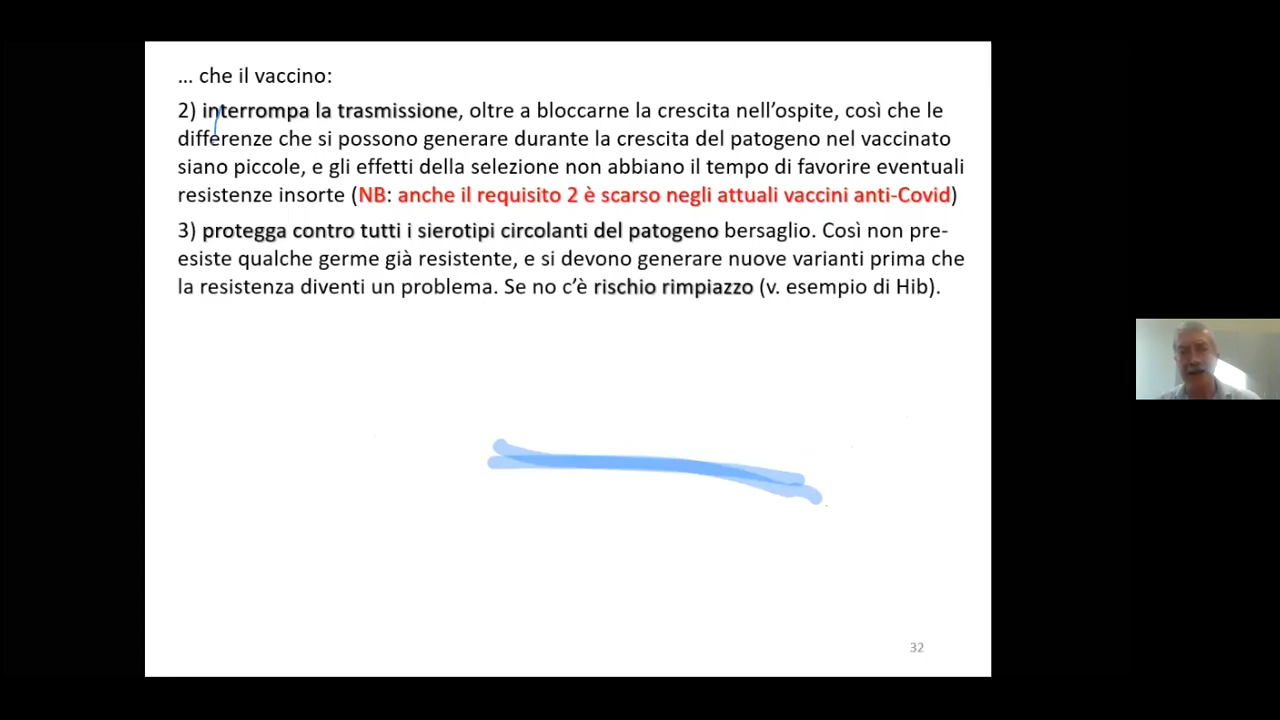 ... che il vaccino:
2) interrompa la trasmissione, oltre a bloccarne la crescita nell'ospite, così che le
differenze che si possono generare durante la crescita del patogeno nel vaccinato
siano piccole, e gli effetti della selezione non abbiano il tempo di favorire eventuali
resistenze insorte (NB: anche il requisito 2 è scarso negli attuali vaccini anti-Covid)
3) protegga contro tutti i sierotipi circolanti del patogeno bersaglio. Così non pre-
esiste qualche germe già resistente, e si devono generare nuove varianti prima che
la resistenza diventi un problema. Se no c'è rischio rimpiazzo (v. esempio di Hib).
32